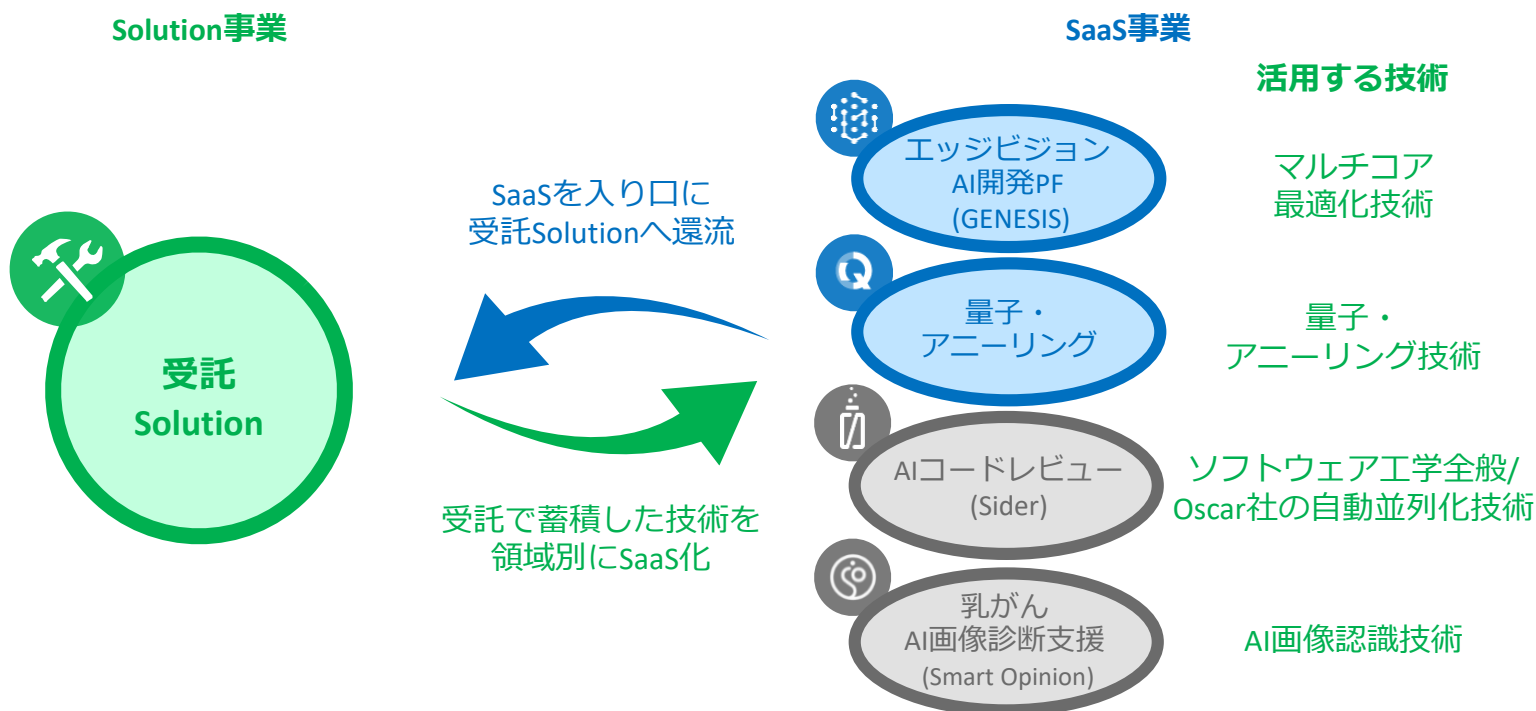 Solution事業
受託
Solution
SaaSを入り口に
受託Solutionへ還流
受託で蓄積した技術を
領域別にSaaS化
SaaS事業
活用する技術
エッジビジョン
AI開発PF
(GENESIS)
マルチコア
最適化技術
量子・
アニーリング
量子・
アニーリング技術
AIコードレビュー
(Sider)
ソフトウェア工学全般/
Oscar社の自動並列化技術
乳がん
AI画像診断支援
(Smart Opinion)
AI画像認識技術